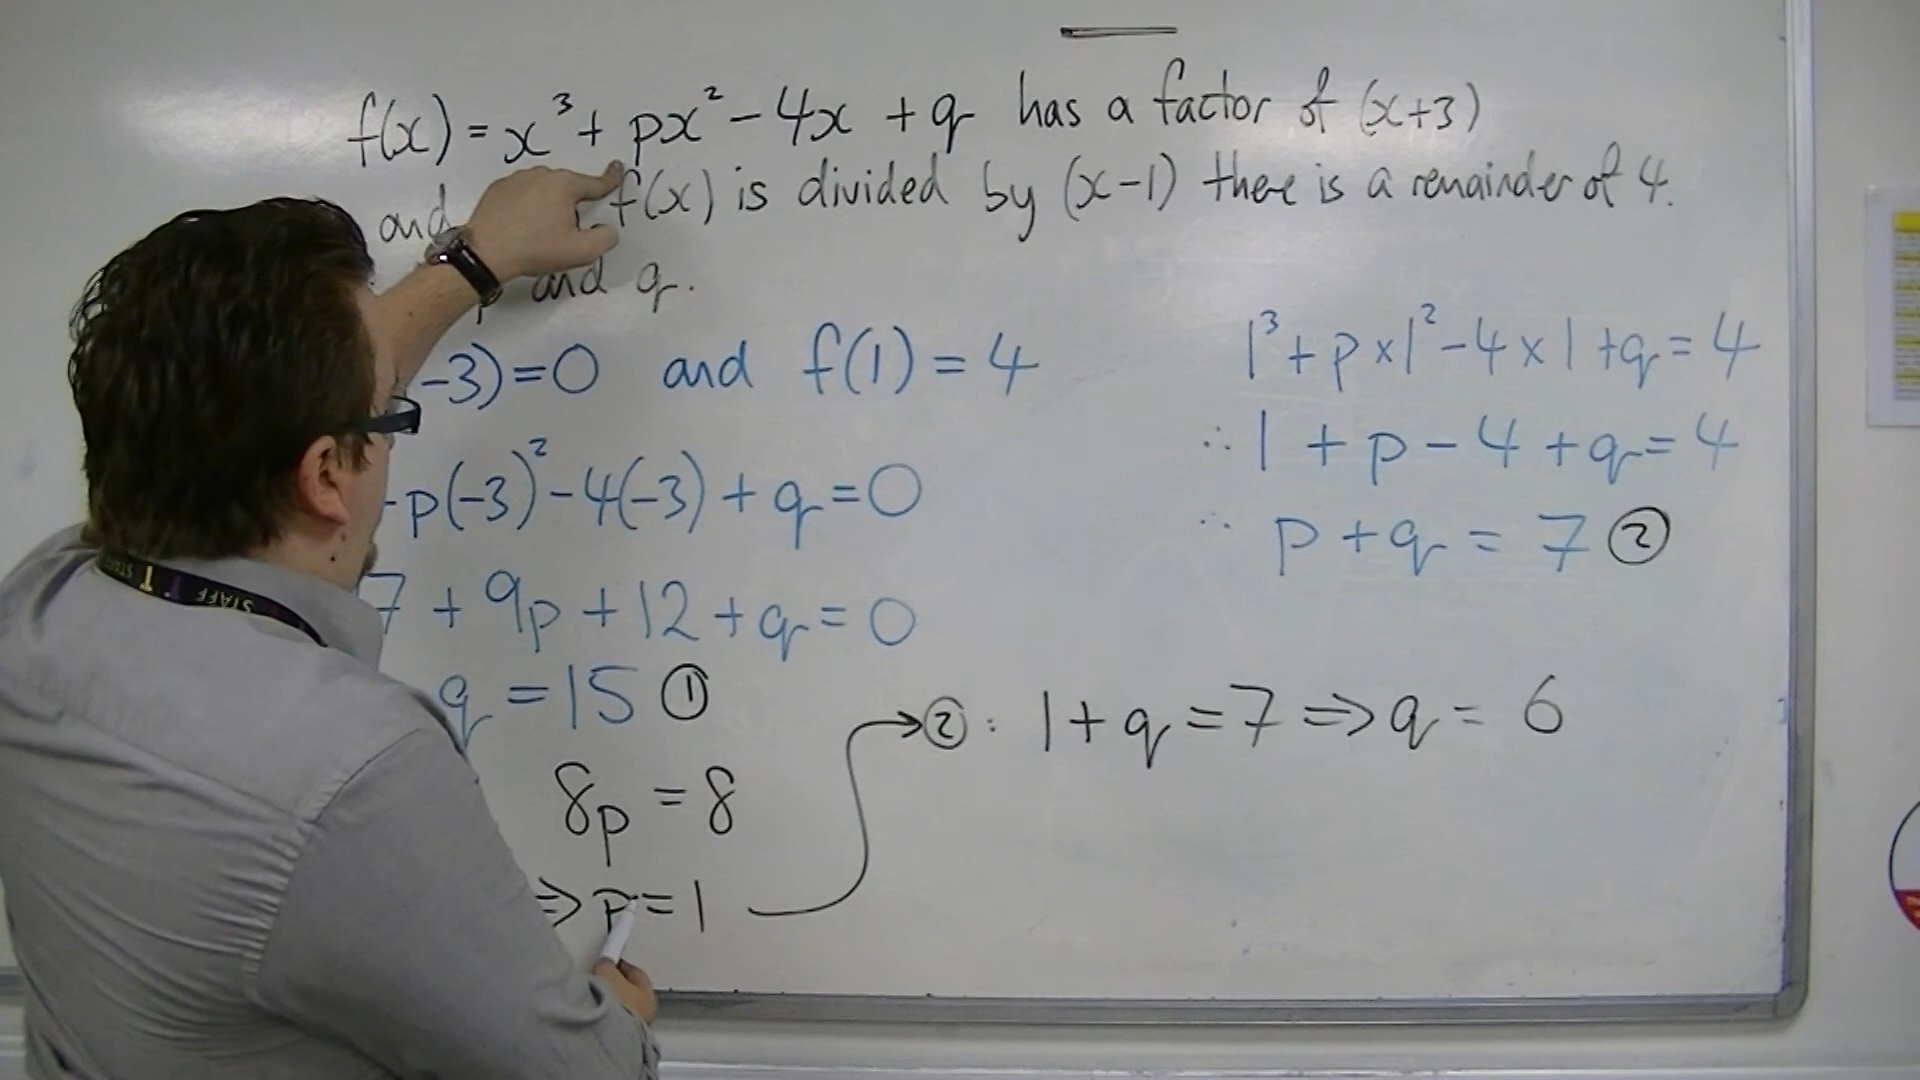 f(x) = x³ + px² - 4x + q has a factor of (x+3)
and f(x) is divided by (x-1) there is a remainder of 4.
and q.
-3) = 0 and f(1) = 4
p(-3)² - 4(-3) + q = 0
7 + 9p + 12 + q = 0
q = 15 ①
8p = 8
⇒ p = 1
1³ + p×1² - 4×1 + q = 4
∴ 1 + p - 4 + q = 4
∴ p + q = 7 ②
→ ② : 1 + q = 7 ⇒ q = 6
STAFF
STAFF